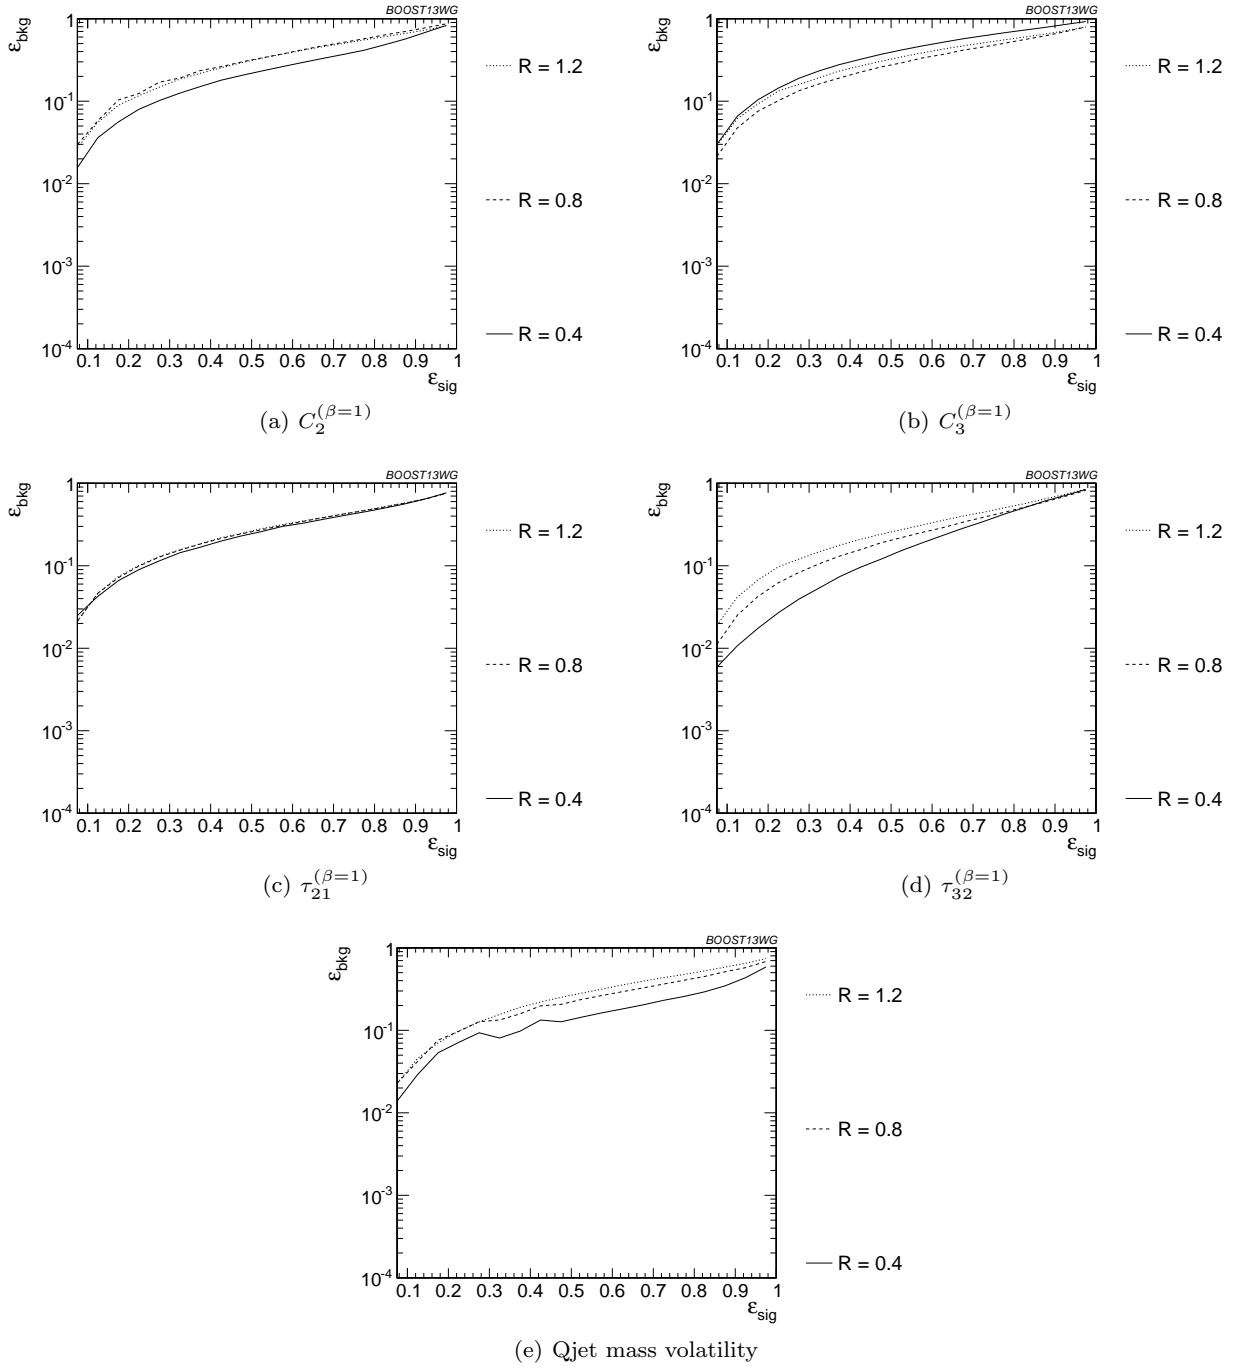 BOOST13WG
ε_bkg
1
10^-1
10^-2
10^-3
10^-4
0.1 0.2 0.3 0.4 0.5 0.6 0.7 0.8 0.9 1
ε_sig
R = 1.2
R = 0.8
R = 0.4
(a) C_2^(β=1)
BOOST13WG
ε_bkg
1
10^-1
10^-2
10^-3
10^-4
0.1 0.2 0.3 0.4 0.5 0.6 0.7 0.8 0.9 1
ε_sig
R = 1.2
R = 0.8
R = 0.4
(b) C_3^(β=1)
BOOST13WG
ε_bkg
1
10^-1
10^-2
10^-3
10^-4
0.1 0.2 0.3 0.4 0.5 0.6 0.7 0.8 0.9 1
ε_sig
R = 1.2
R = 0.8
R = 0.4
(c) τ_21^(β=1)
BOOST13WG
ε_bkg
1
10^-1
10^-2
10^-3
10^-4
0.1 0.2 0.3 0.4 0.5 0.6 0.7 0.8 0.9 1
ε_sig
R = 1.2
R = 0.8
R = 0.4
(d) τ_32^(β=1)
BOOST13WG
ε_bkg
1
10^-1
10^-2
10^-3
10^-4
0.1 0.2 0.3 0.4 0.5 0.6 0.7 0.8 0.9 1
ε_sig
R = 1.2
R = 0.8
R = 0.4
(e) Qjet mass volatility